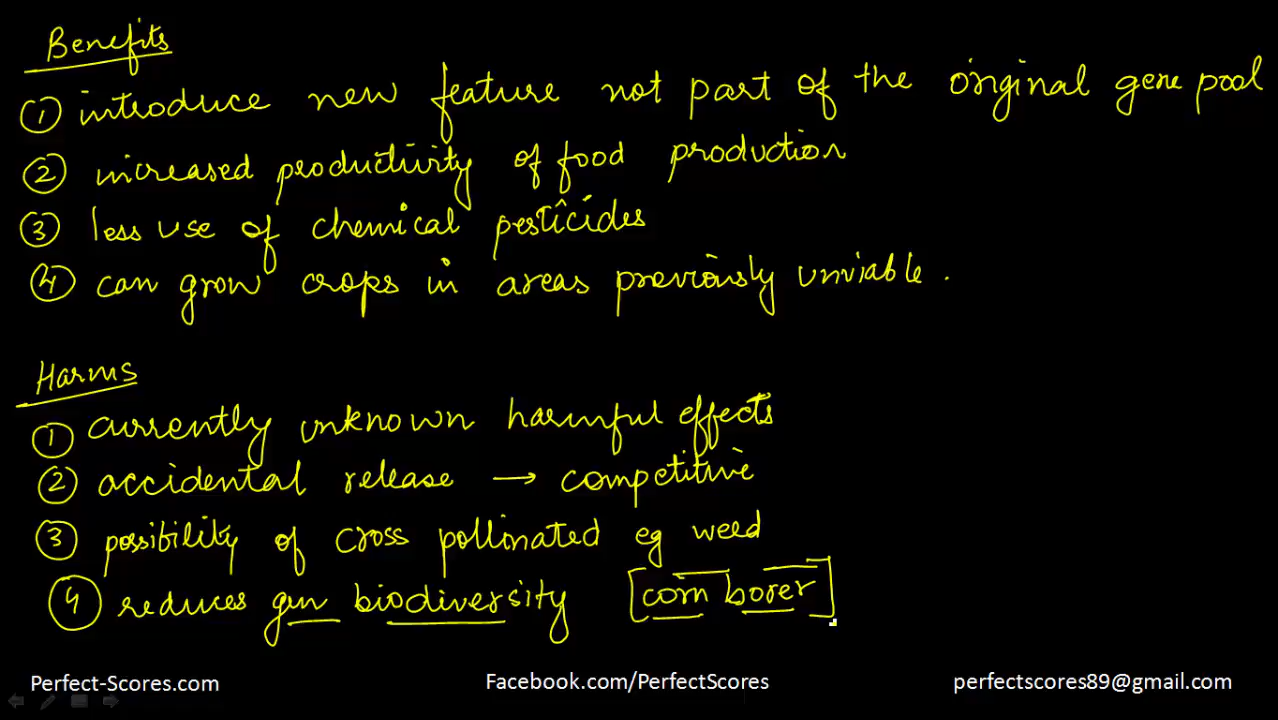 Benefits
① introduce new feature not part of the original gene pool
② increased productivity of food production
③ less use of chemical pesticides
④ can grow crops in areas previously unviable.
Harms
① currently unknown harmful effects
② accidental release → competitive
③ possibility of cross pollinated eg weed
④ reduces gen biodiversity [corn borer]
Perfect-Scores.com Facebook.com/PerfectScores perfectscores89@gmail.com